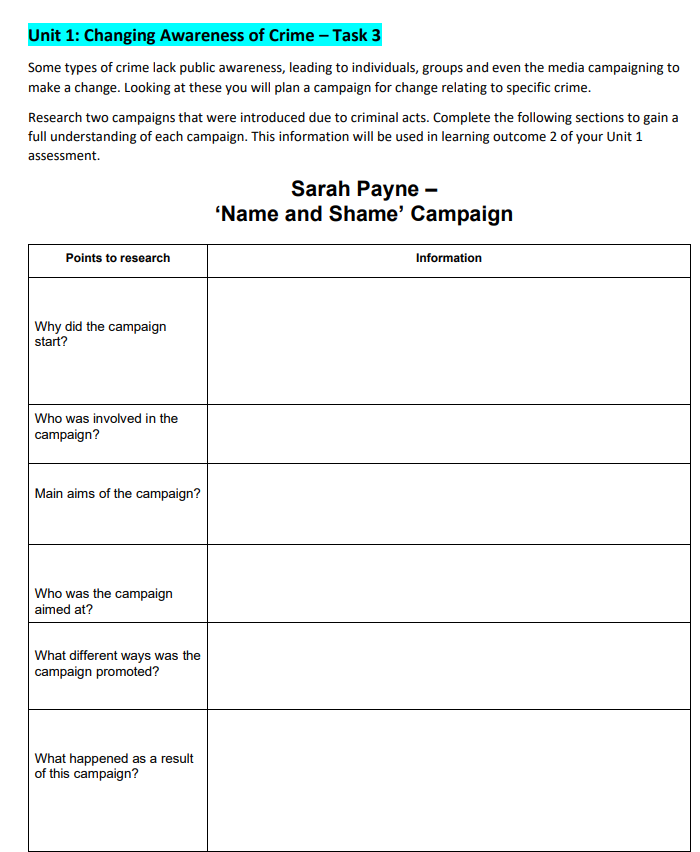 Unit 1: Changing Awareness of Crime – Task 3
Some types of crime lack public awareness, leading to individuals, groups and even the media campaigning to
make a change. Looking at these you will plan a campaign for change relating to specific crime.
Research two campaigns that were introduced due to criminal acts. Complete the following sections to gain a
full understanding of each campaign. This information will be used in learning outcome 2 of your Unit 1
assessment.
Sarah Payne –
‘Name and Shame’ Campaign
Points to research
Information
Why did the campaign
start?
Who was involved in the
campaign?
Main aims of the campaign?
Who was the campaign
aimed at?
What different ways was the
campaign promoted?
What happened as a result
of this campaign?